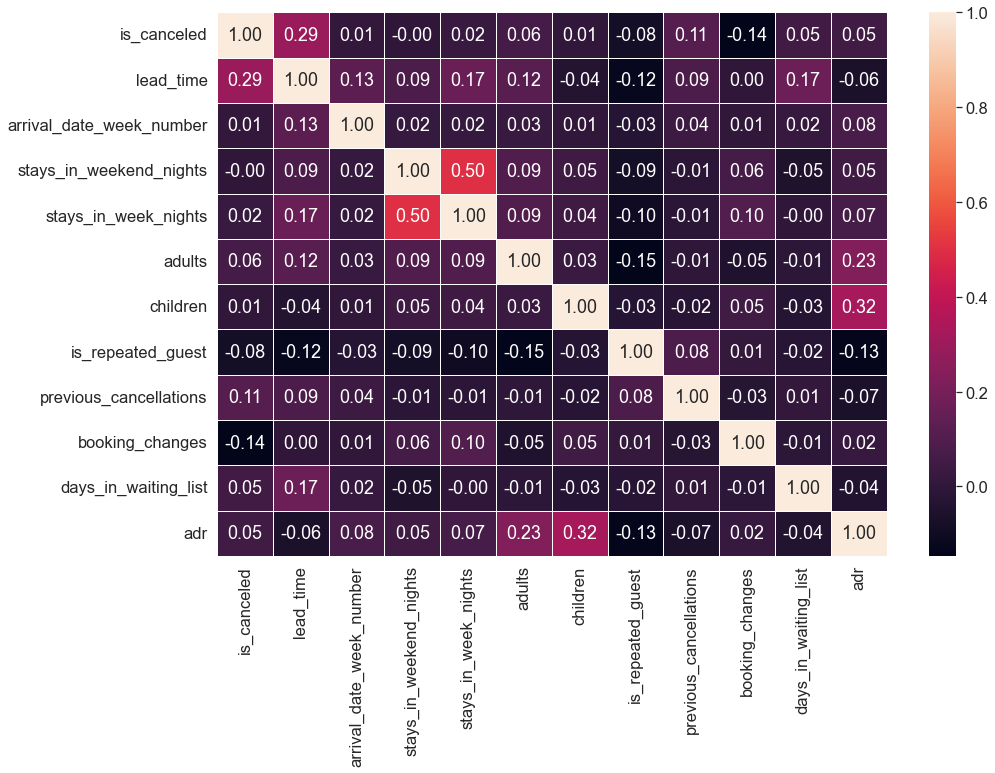 is_canceled 1.00 0.29 0.01 -0.00 0.02 0.06 0.01 -0.08 0.11 -0.14 0.05 0.05
lead_time 0.29 1.00 0.13 0.09 0.17 0.12 -0.04 -0.12 0.09 0.00 0.17 -0.06
arrival_date_week_number 0.01 0.13 1.00 0.02 0.02 0.03 0.01 -0.03 0.04 0.01 0.02 0.08
stays_in_weekend_nights -0.00 0.09 0.02 1.00 0.50 0.09 0.05 -0.09 -0.01 0.06 -0.05 0.05
stays_in_week_nights 0.02 0.17 0.02 0.50 1.00 0.09 0.04 -0.10 -0.01 0.10 -0.00 0.07
adults 0.06 0.12 0.03 0.09 0.09 1.00 0.03 -0.15 -0.01 -0.05 -0.01 0.23
children 0.01 -0.04 0.01 0.05 0.04 0.03 1.00 -0.03 -0.02 0.05 -0.03 0.32
is_repeated_guest -0.08 -0.12 -0.03 -0.09 -0.10 -0.15 -0.03 1.00 0.08 0.01 -0.02 -0.13
previous_cancellations 0.11 0.09 0.04 -0.01 -0.01 -0.01 -0.02 0.08 1.00 -0.03 0.01 -0.07
booking_changes -0.14 0.00 0.01 0.06 0.10 -0.05 0.05 0.01 -0.03 1.00 -0.01 0.02
days_in_waiting_list 0.05 0.17 0.02 -0.05 -0.00 -0.01 -0.03 -0.02 0.01 -0.01 1.00 -0.04
adr 0.05 -0.06 0.08 0.05 0.07 0.23 0.32 -0.13 -0.07 0.02 -0.04 1.00
is_canceled
lead_time
arrival_date_week_number
stays_in_weekend_nights
stays_in_week_nights
adults
children
is_repeated_guest
previous_cancellations
booking_changes
days_in_waiting_list
adr
1.0
0.8
0.6
0.4
0.2
0.0